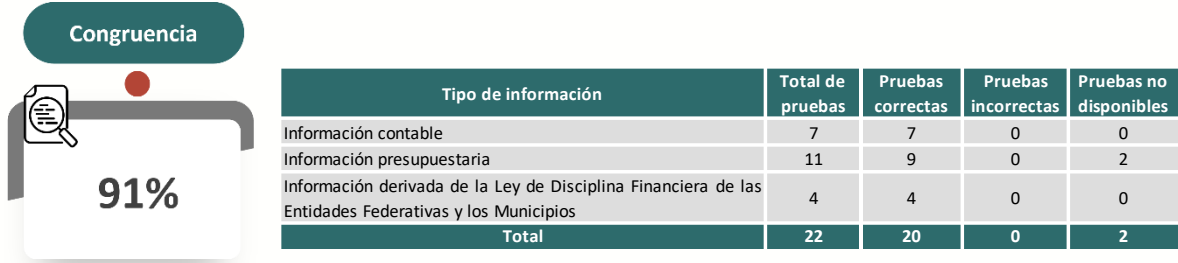 Congruencia
91%
Tipo de información
Total de
pruebas
Pruebas
correctas
Pruebas
incorrectas
Pruebas no
disponibles
Información contable 7 7 0 0
Información presupuestaria 11 9 0 2
Información derivada de la Ley de Disciplina Financiera de las
Entidades Federativas y los Municipios 4 4 0 0
Total 22 20 0 2